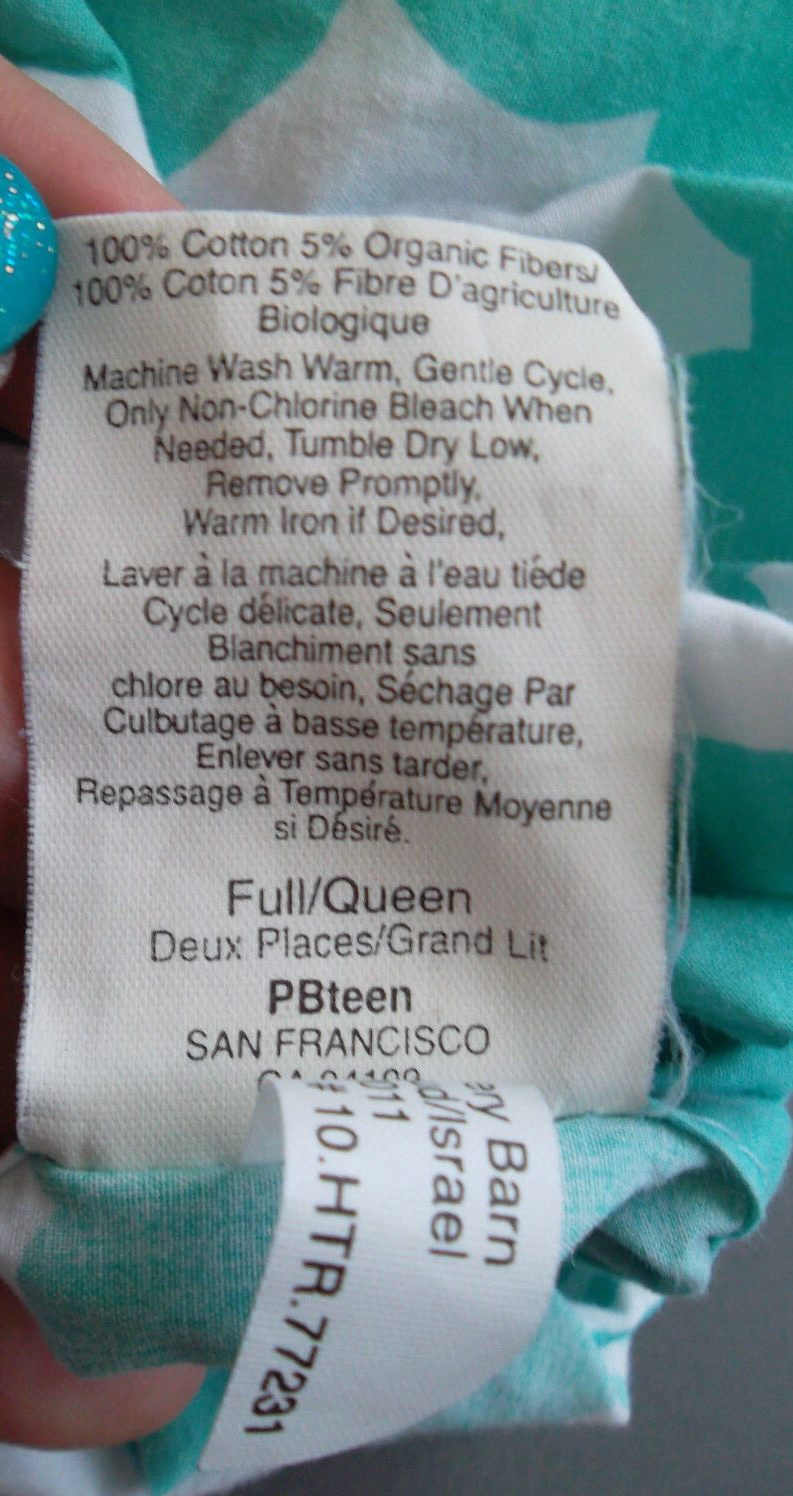 100% Cotton 5% Organic Fibers/
100% Coton 5% Fibre D'agriculture
Biologique
Machine Wash Warm, Gentle Cycle,
Only Non-Chlorine Bleach When
Needed, Tumble Dry Low,
Remove Promptly,
Warm Iron if Desired,
Laver à la machine à l'eau tiéde
Cycle délicate, Seulement
Blanchiment sans
chlore au besoin, Séchage Par
Culbutage à basse température,
Enlever sans tarder,
Repassage à Température Moyenne
si Désiré.
Full/Queen
Deux Places/Grand Lit
PBteen
SAN FRANCISCO
ery Barn
d/Israel
011
# 10.HTR.77231